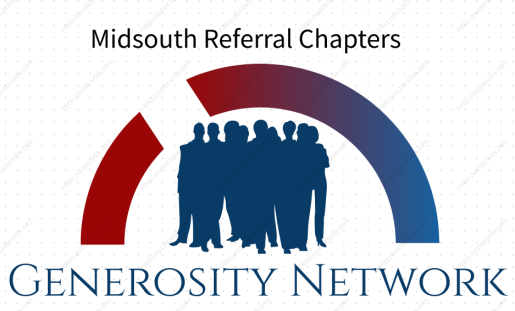 Midsouth Referral Chapters
Generosity Network